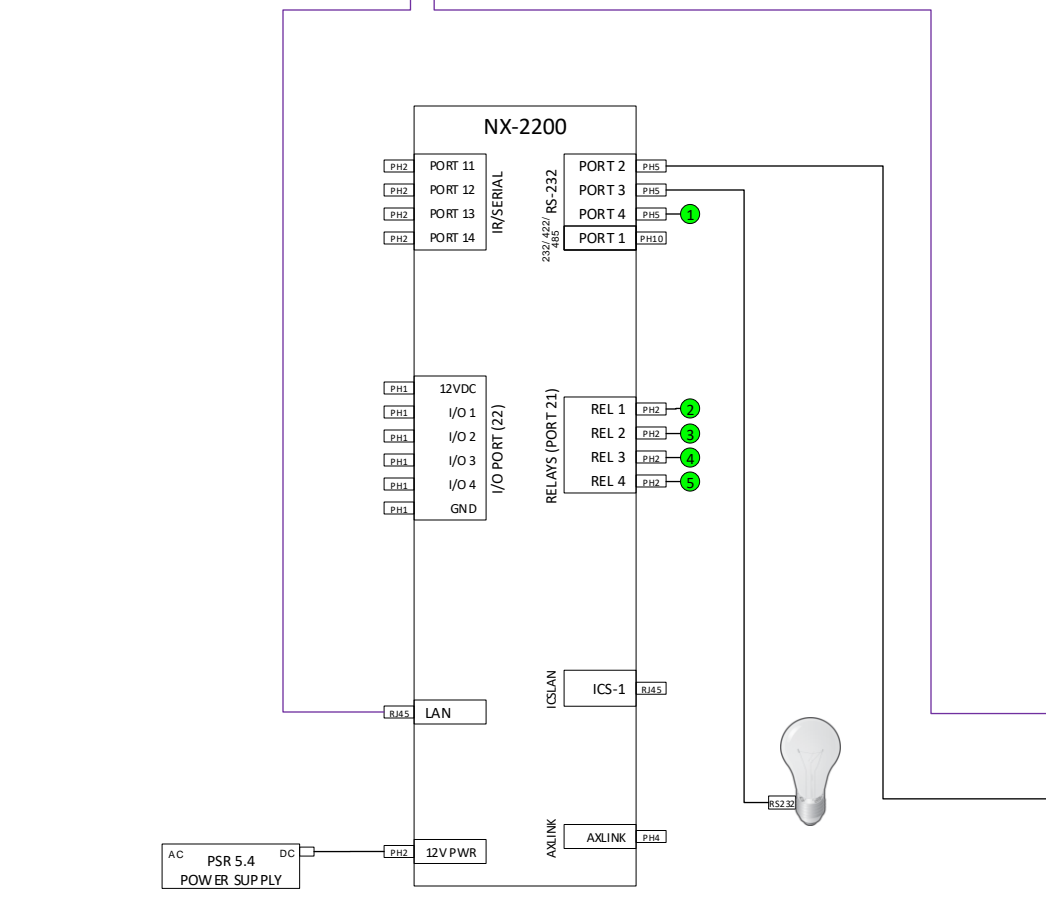 NX-2200
PH2 PORT 11
PH2 PORT 12
PH2 PORT 13
PH2 PORT 14
IR/SERIAL
RS-232
232/422/
485
PORT 2 PH5
PORT 3 PH5
PORT 4 PH5 1
PORT 1 PH10
PH1 12VDC
PH1 I/O 1
PH1 I/O 2
PH1 I/O 3
PH1 I/O 4
PH1 GND
I/O PORT (22)
RELAYS (PORT 21)
REL 1 PH2 2
REL 2 PH2 3
REL 3 PH2 4
REL 4 PH2 5
ICSLAN
ICS-1 RJ45
RJ45 LAN
RS232
AXLINK
AXLINK PH4
PH2 12V PWR
AC DC
PSR 5.4
POWER SUPPLY